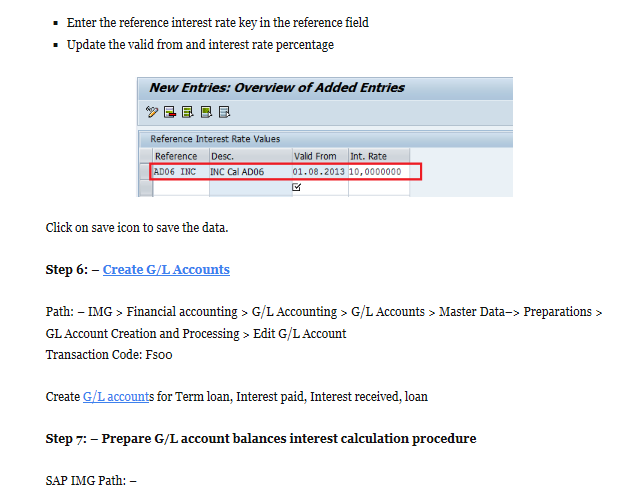 Enter the reference interest rate key in the reference field
Update the valid from and interest rate percentage
New Entries: Overview of Added Entries
Reference Interest Rate Values
Reference Desc. Valid From Int. Rate
AD06 INC INC Cal AD06 01.08.2013 10,0000000
Click on save icon to save the data.
Step 6: – Create G/L Accounts
Path: – IMG > Financial accounting > G/L Accounting > G/L Accounts > Master Data–> Preparations >
GL Account Creation and Processing > Edit G/L Account
Transaction Code: Fs00
Create G/L accounts for Term loan, Interest paid, Interest received, loan
Step 7: – Prepare G/L account balances interest calculation procedure
SAP IMG Path: –